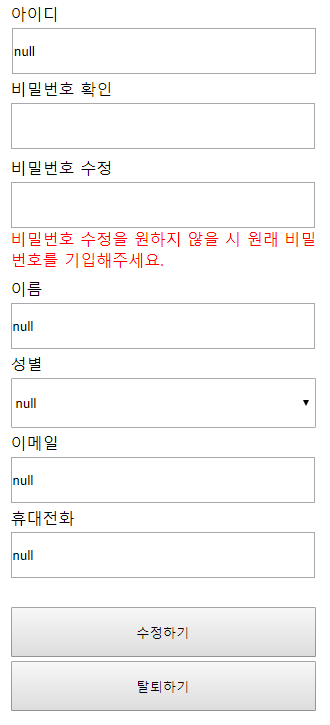 아이디
null
비밀번호 확인
비밀번호 수정
비밀번호 수정을 원하지 않을 시 원래 비밀
번호를 기입해주세요.
이름
null
성별
null
이메일
null
휴대전화
null
수정하기
탈퇴하기